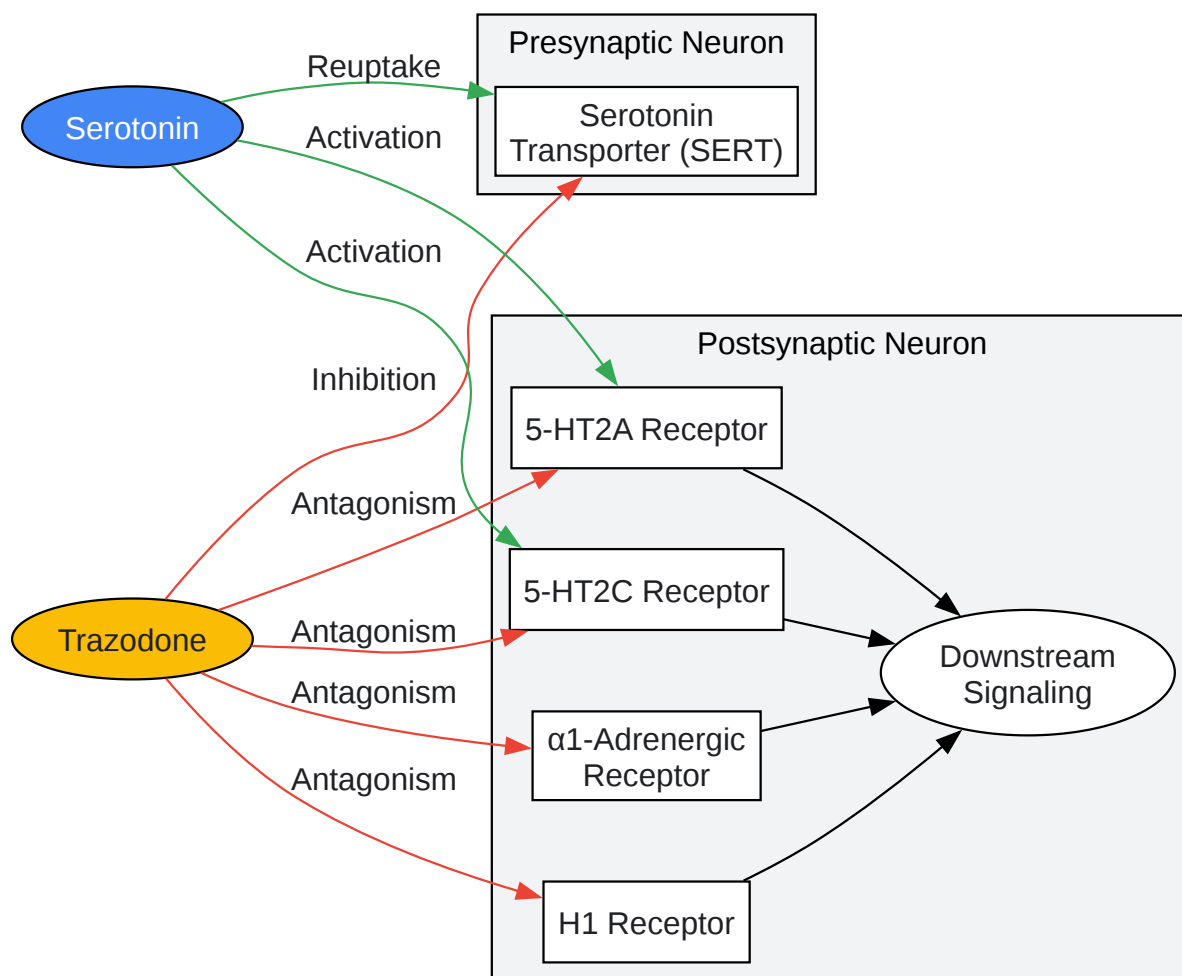 Presynaptic Neuron
Reuptake
Serotonin
Serotonin
Transporter (SERT)
Activation
Activation
Postsynaptic Neuron
Inhibition
5-HT2A Receptor
Antagonism
5-HT2C Receptor
Trazodone
Antagonism
Downstream
Signaling
Antagonism
α1-Adrenergic
Receptor
Antagonism
H1 Receptor